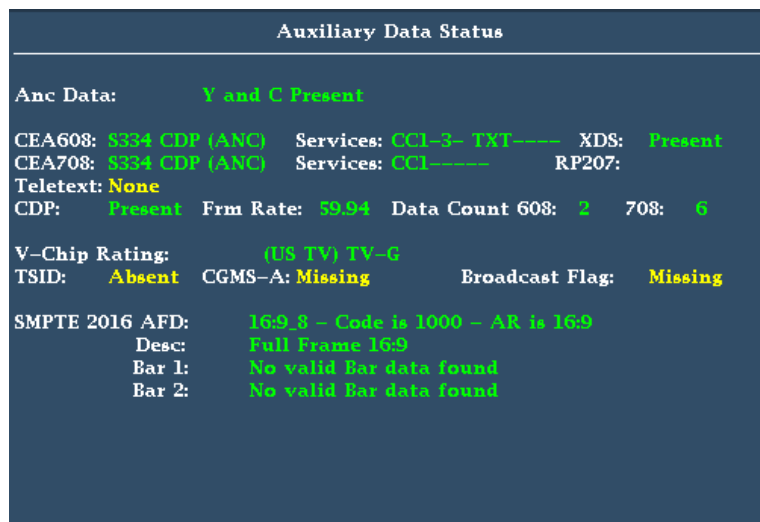 Auxiliary Data Status
Anc Data: Y and C Present
CEA608: S334 CDP (ANC) Services: CC1-3- TXT---- XDS: Present
CEA708: S334 CDP (ANC) Services: CC1----- RP207:
Teletext: None
CDP: Present Frm Rate: 59.94 Data Count 608: 2 708: 6
V-Chip Rating: (US TV) TV-G
TSID: Absent CGMS-A: Missing Broadcast Flag: Missing
SMPTE 2016 AFD: 16:9_8 - Code is 1000 - AR is 16:9
Desc: Full Frame 16:9
Bar 1: No valid Bar data found
Bar 2: No valid Bar data found